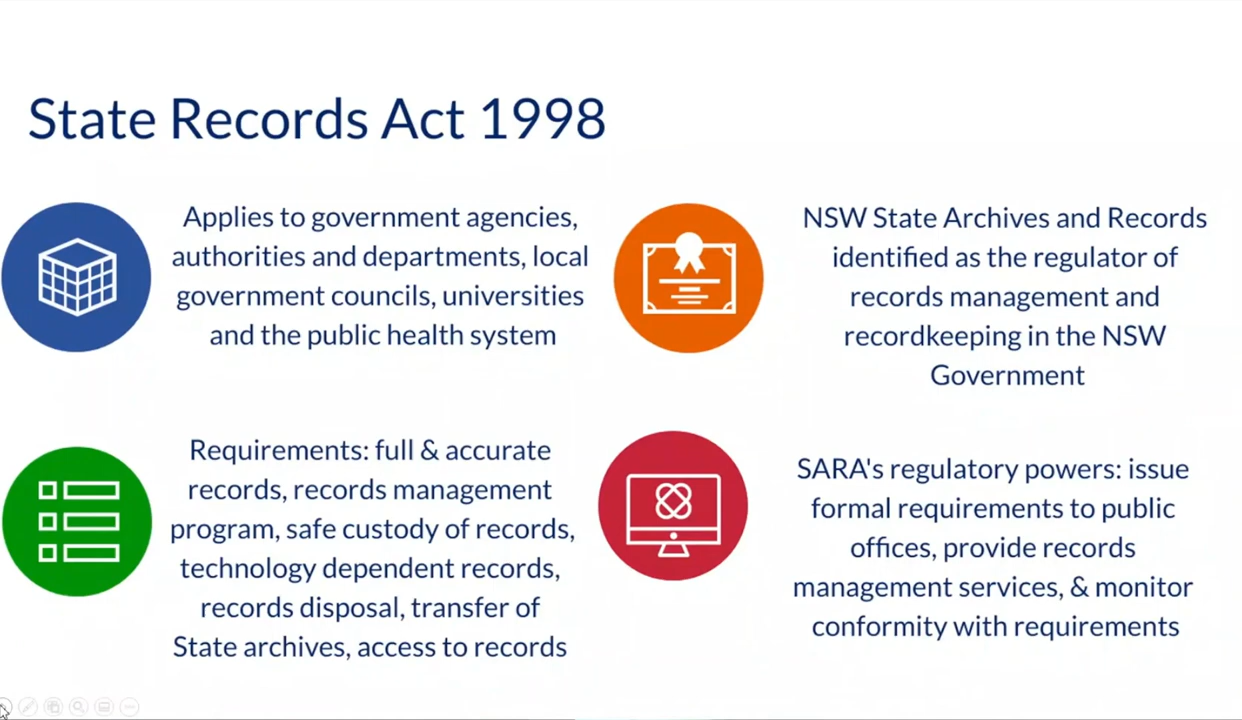 State Records Act 1998
Applies to government agencies,
authorities and departments, local
government councils, universities
and the public health system
NSW State Archives and Records
identified as the regulator of
records management and
recordkeeping in the NSW
Government
Requirements: full & accurate
records, records management
program, safe custody of records,
technology dependent records,
records disposal, transfer of
State archives, access to records
SARA's regulatory powers: issue
formal requirements to public
offices, provide records
management services, & monitor
conformity with requirements